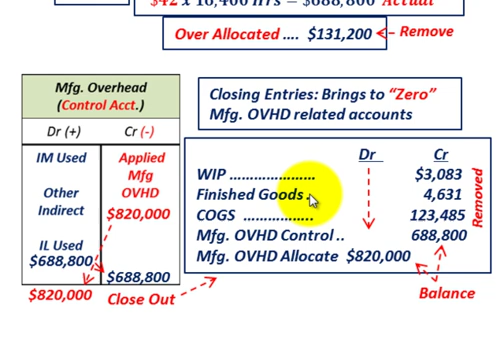 $42 x 16,400 hrs = $688,800 Actual
Over Allocated .... $131,200
Remove
Mfg. Overhead
(Control Acct.)
Dr (+) Cr (-)
IM Used
Other
Indirect
IL Used
$688,800
$820,000
Applied
Mfg
OVHD
$820,000
$688,800
Close Out
Closing Entries: Brings to “Zero”
Mfg. OVHD related accounts
Dr Cr
WIP ...................... $3,083
Finished Goods . 4,631
COGS .................. 123,485
Mfg. OVHD Control .. 688,800
Mfg. OVHD Allocate $820,000
Removed
Balance